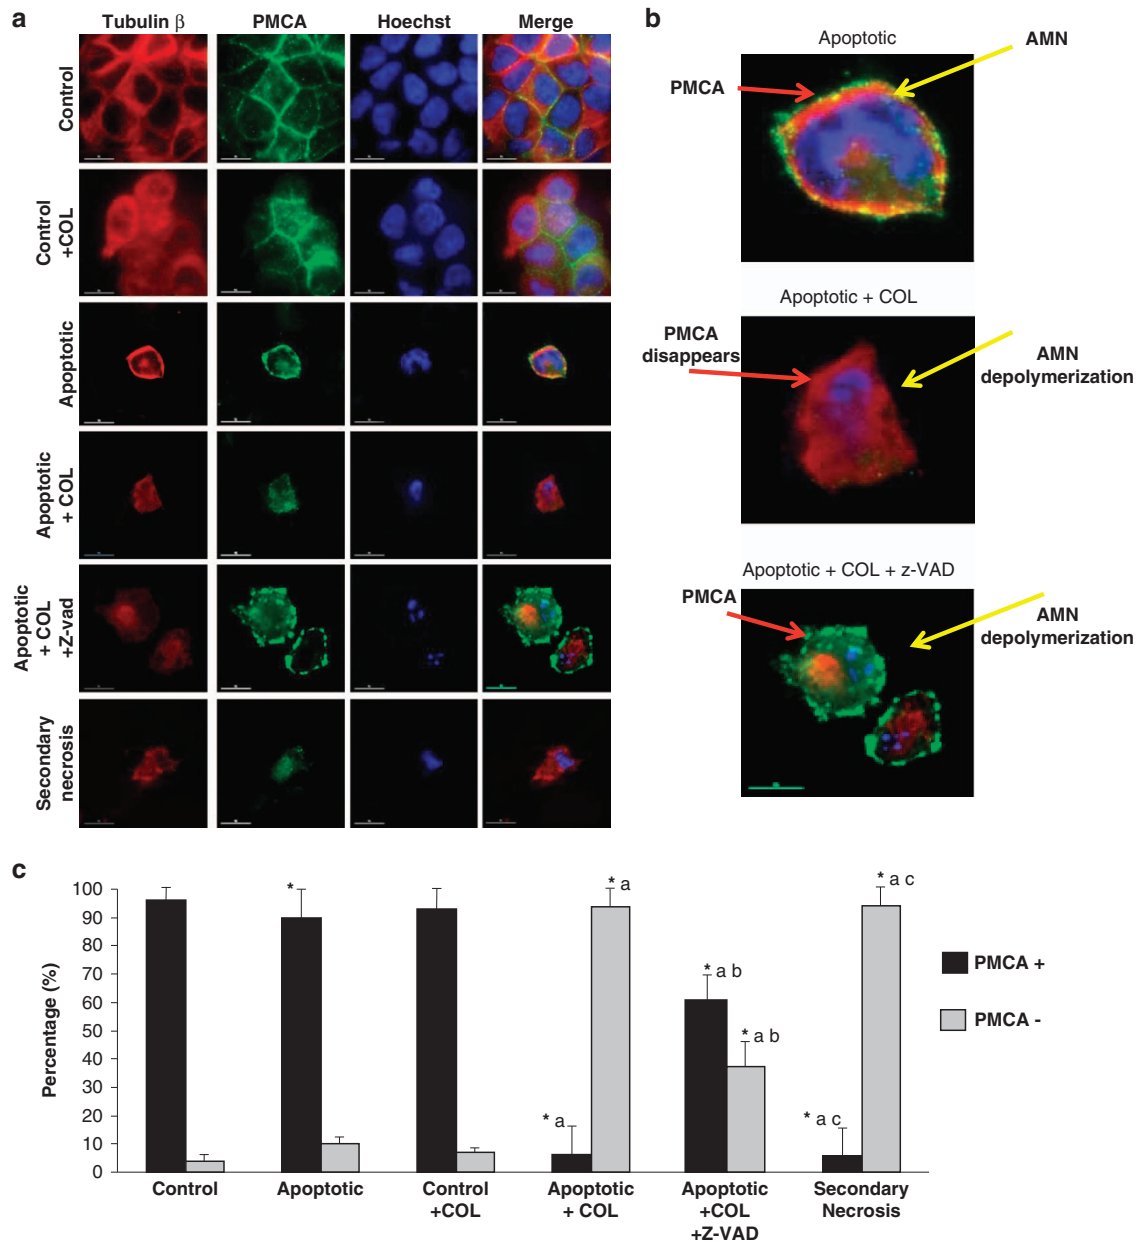 a
Tubulin β
PMCA
Hoechst
Merge
Control
Control
+COL
Apoptotic
Apoptotic
+ COL
Apoptotic
+ COL
+Z-vad
Secondary
necrosis
b
Apoptotic
AMN
PMCA
Apoptotic + COL
PMCA
disappears
AMN
depolymerization
Apoptotic + COL + z-VAD
PMCA
AMN
depolymerization
c
Percentage (%)
100
90
80
70
60
50
40
30
20
10
0
*
* a
* a
* a b
* a b
* a c
* a c
PMCA +
PMCA -
Control
Apoptotic
Control
+COL
Apoptotic
+ COL
Apoptotic
+COL
+Z-VAD
Secondary
Necrosis